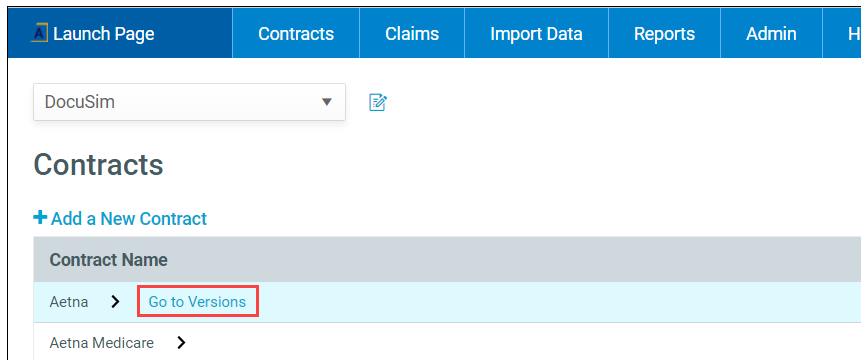 Launch Page Contracts Claims Import Data Reports Admin H
DocuSim
Contracts
+ Add a New Contract
Contract Name
Aetna Go to Versions
Aetna Medicare